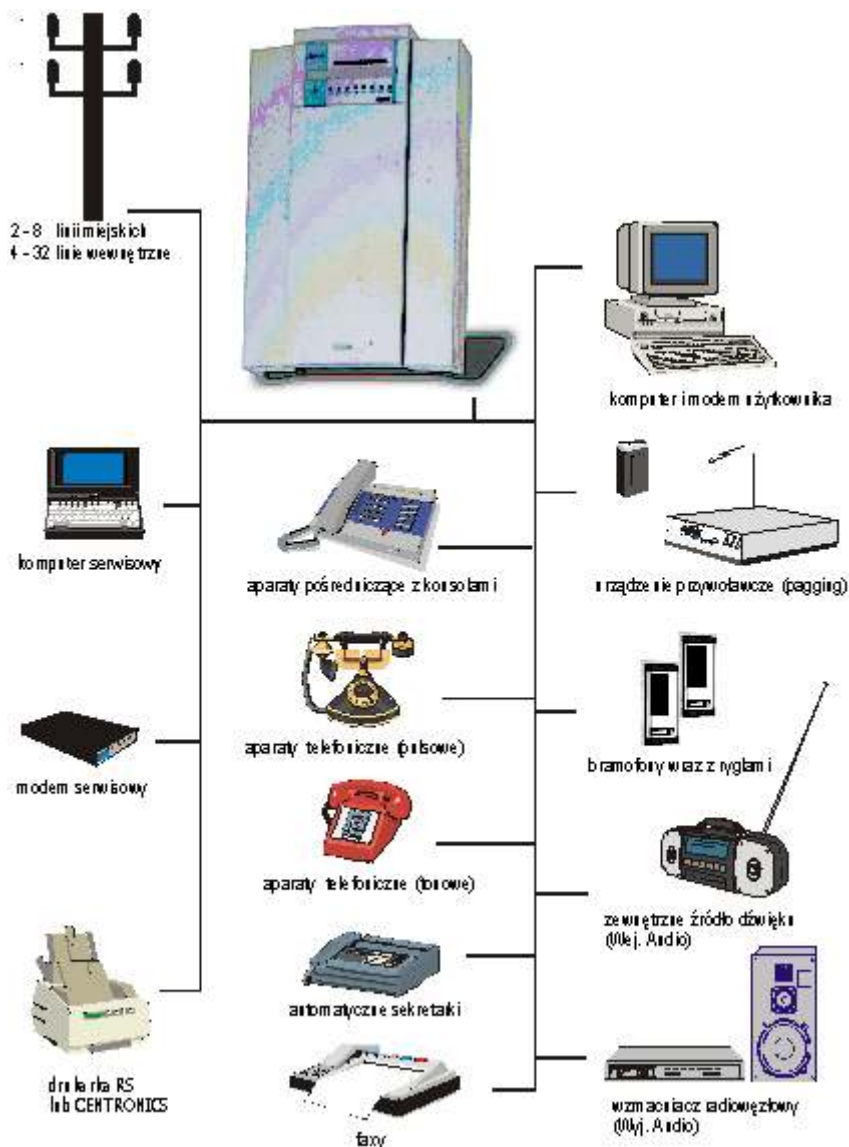 2 - 8 linii miejskich
4 - 32 linie wewnętrzne
komputer i modem użytkownika
komputer serwisowy
aparaty pośredniczące z konsolami
urządzenie przywoławcze (pagging)
aparaty telefoniczne (pulsowe)
bramofony wraz z ryglami
modem serwisowy
aparaty telefoniczne (tonowe)
zewnętrzne źródło dźwięku
(Wej. Audio)
automatyczne sekretarki
drukarka RS
lub CENTRONICS
faxy
wzmacniacz radiowęzłowy
(Wyj. Audio)